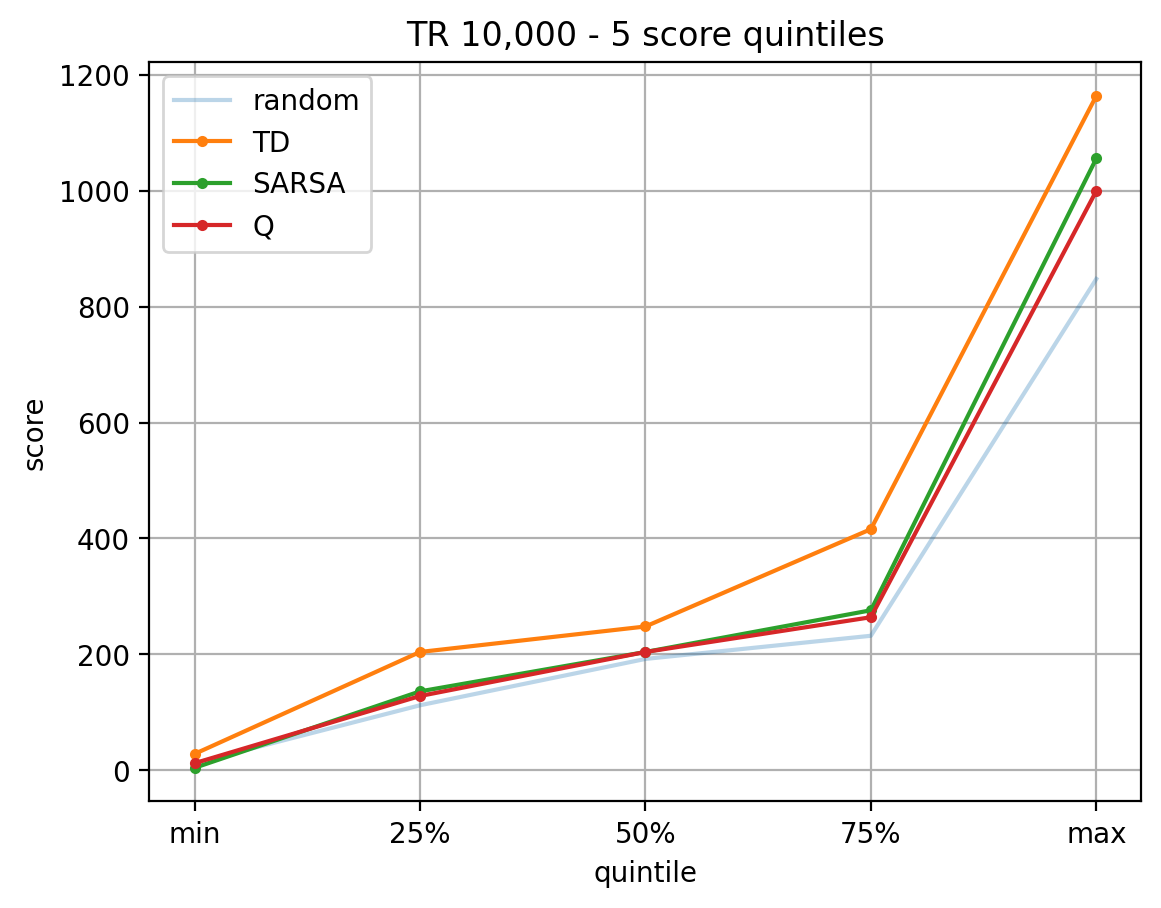 TR 10,000 - 5 score quintiles
1200
1000
800
600
400
200
0
score
random
TD
SARSA
Q
min
25%
50%
75%
max
quintile